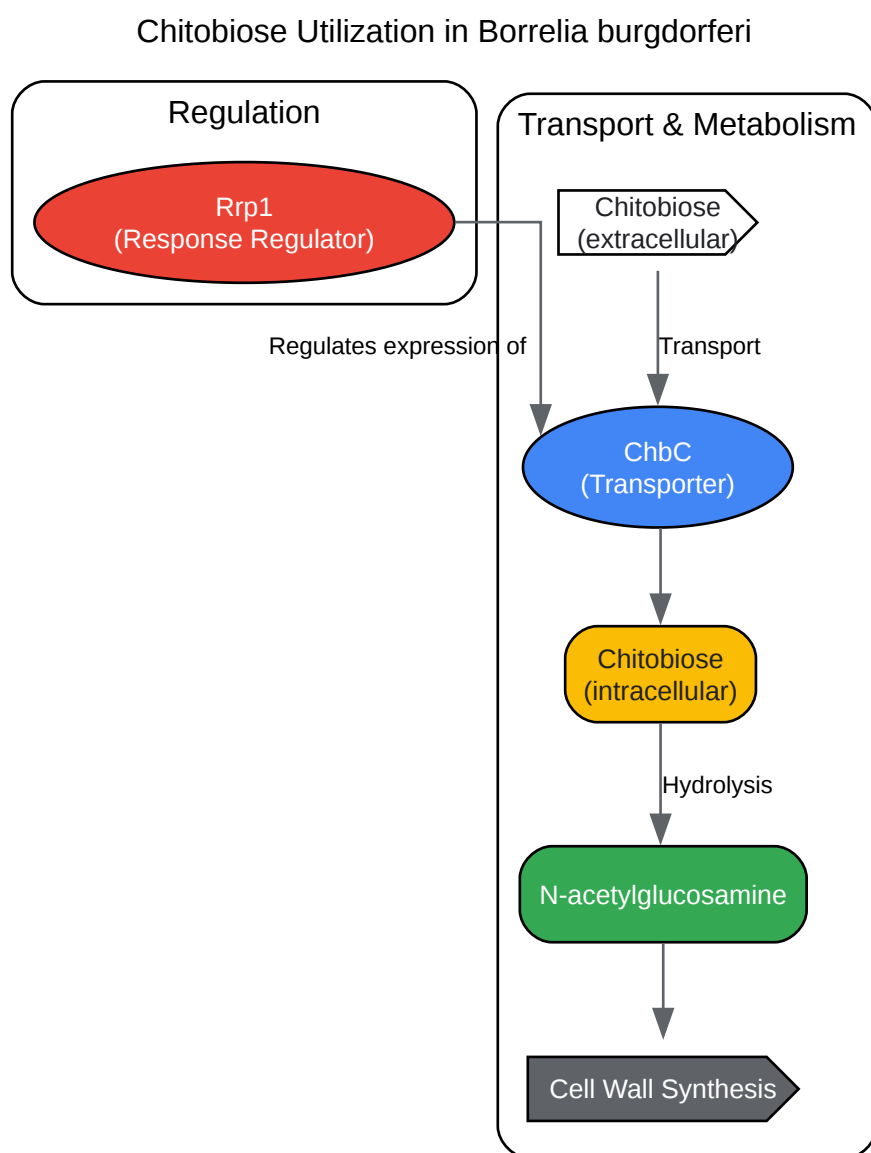 Chitobiose Utilization in Borrelia burgdorferi
Regulation
Rrp1
(Response Regulator)
Regulates expression of
Transport & Metabolism
Chitobiose
(extracellular)
Transport
ChbC
(Transporter)
Chitobiose
(intracellular)
Hydrolysis
N-acetylglucosamine
Cell Wall Synthesis